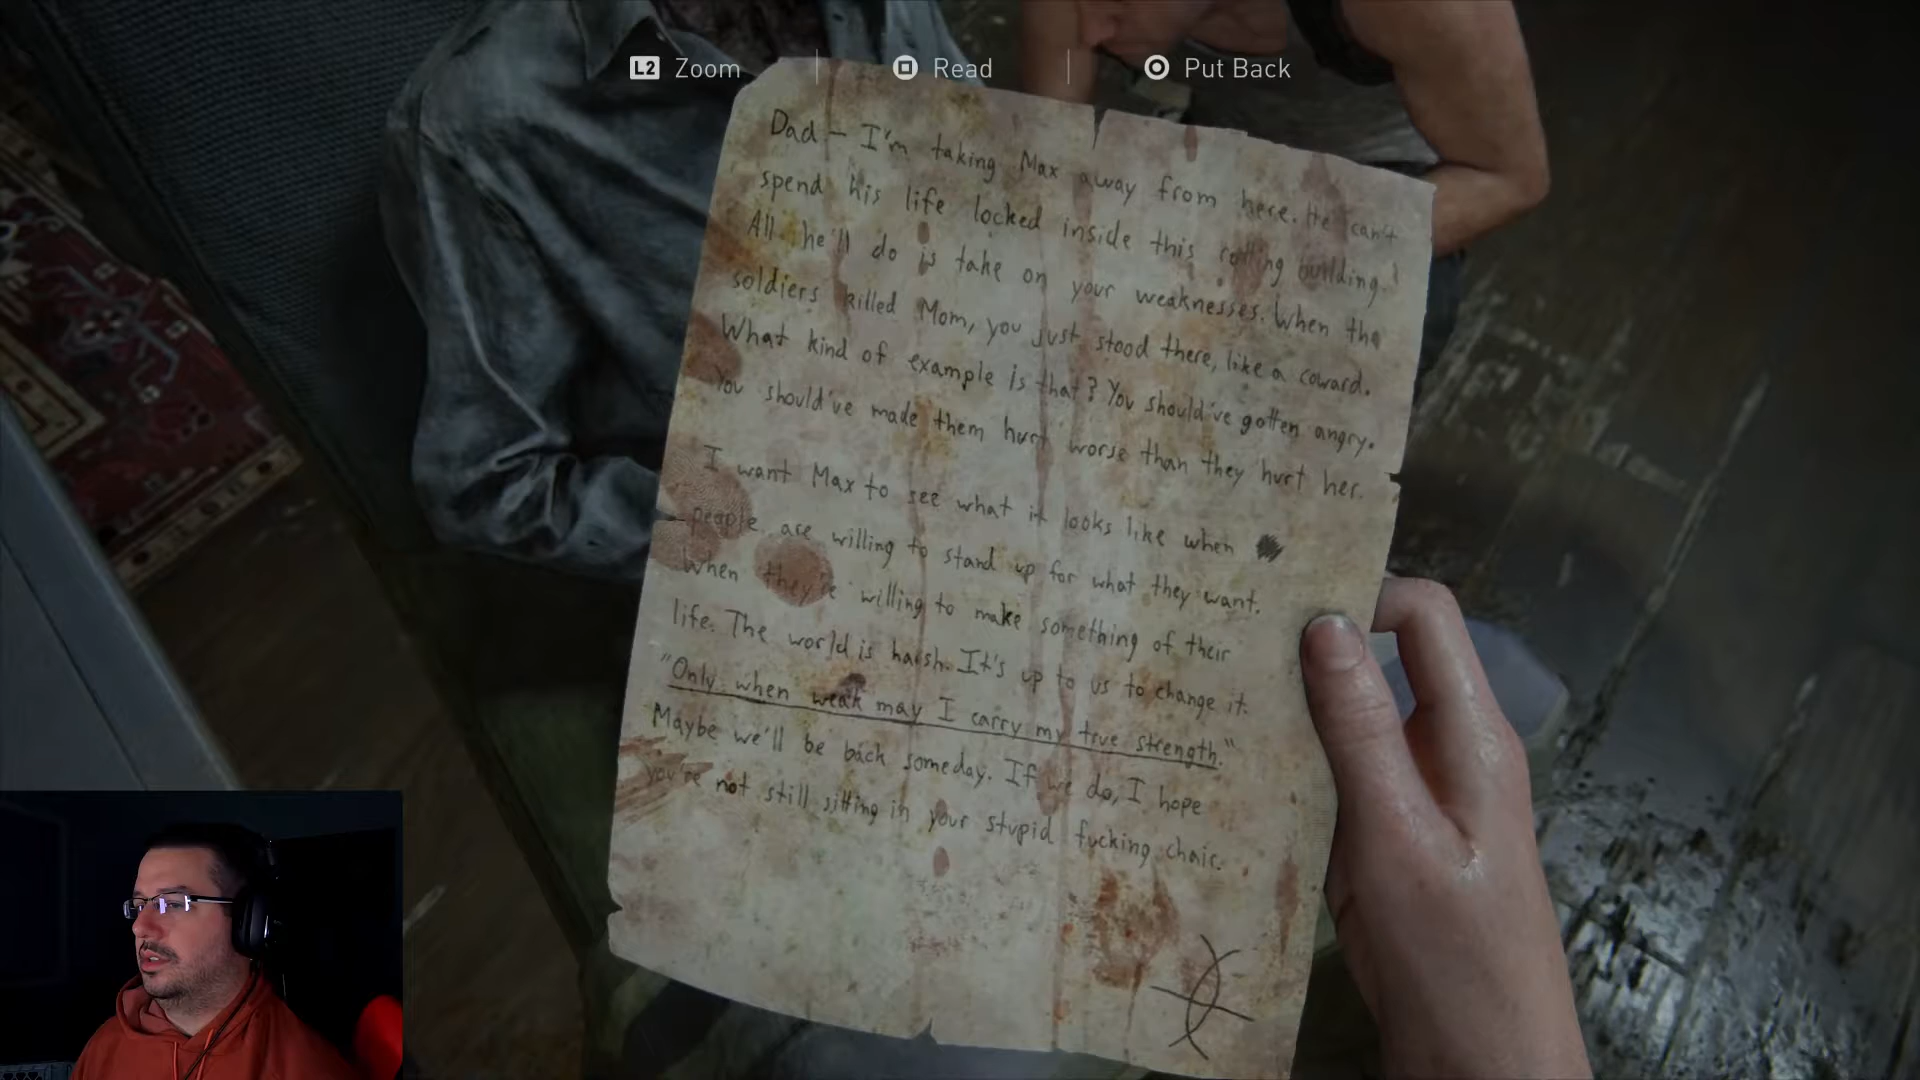 L2 Zoom | Read | Put Back
Dad - I'm taking Max away from here. He can't
spend his life locked inside this rotting building.
All he'll do is take on your weaknesses. When the
soldiers killed Mom, you just stood there, like a coward.
What kind of example is that? You should've gotten angry.
You should've made them hurt worse than they hurt her.
I want Max to see what it looks like when
people are willing to stand up for what they want.
When they're willing to make something of their
life. The world is harsh. It's up to us to change it.
"Only when weak may I carry my true strength."
Maybe we'll be back someday. If we do, I hope
you're not still sitting in your stupid fucking chair.